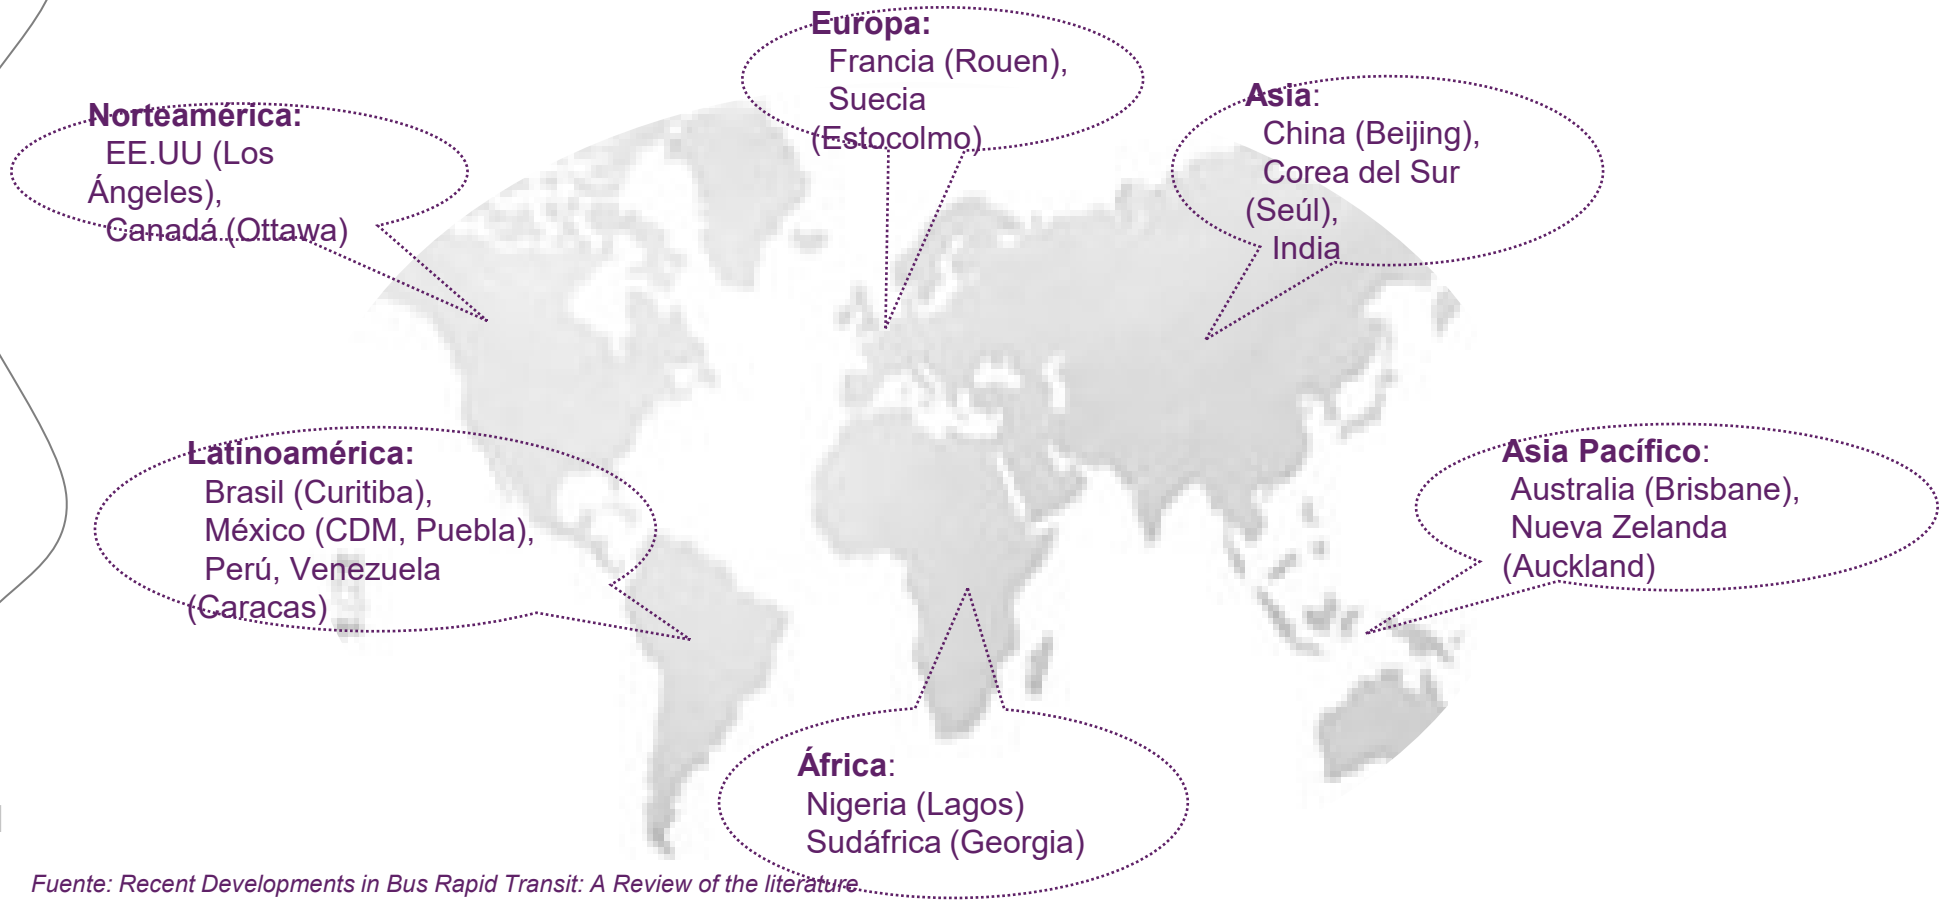 Europa:
Francia (Rouen),
Suecia
(Estocolmo)
Norteamérica:
EE.UU (Los
Ángeles),
Canadá (Ottawa)
Asia:
China (Beijing),
Corea del Sur
(Seúl),
India
Latinoamérica:
Brasil (Curitiba),
México (CDM, Puebla),
Perú, Venezuela
(Caracas)
Asia Pacífico:
Australia (Brisbane),
Nueva Zelanda
(Auckland)
África:
Nigeria (Lagos)
Sudáfrica (Georgia)
Fuente: Recent Developments in Bus Rapid Transit: A Review of the literature